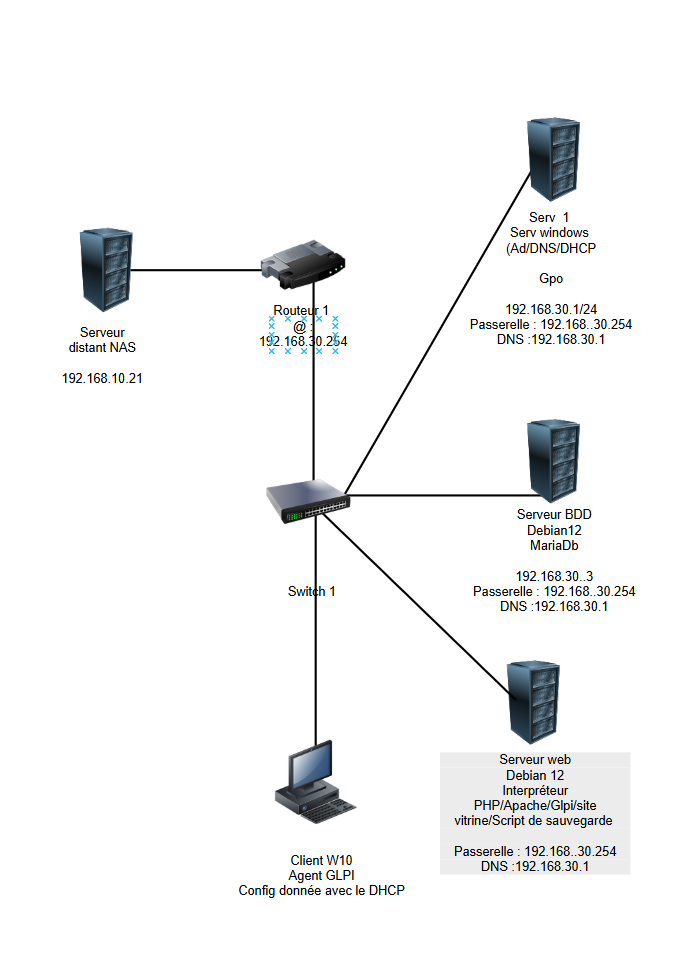 Serv 1
Serv windows
(Ad/DNS/DHCP
Gpo
192.168.30.1/24
Passerelle : 192.168..30.254
DNS :192.168.30.1
Routeur 1
@ :
192.168.30.254
Serveur
distant NAS
192.168.10.21
Serveur BDD
Debian12
MariaDb
192.168.30..3
Passerelle : 192.168..30.254
DNS :192.168.30.1
Switch 1
Serveur web
Debian 12
Interpréteur
PHP/Apache/Glpi/site
vitrine/Script de sauvegarde
Passerelle : 192.168..30.254
DNS :192.168.30.1
Client W10
Agent GLPI
Config donnée avec le DHCP